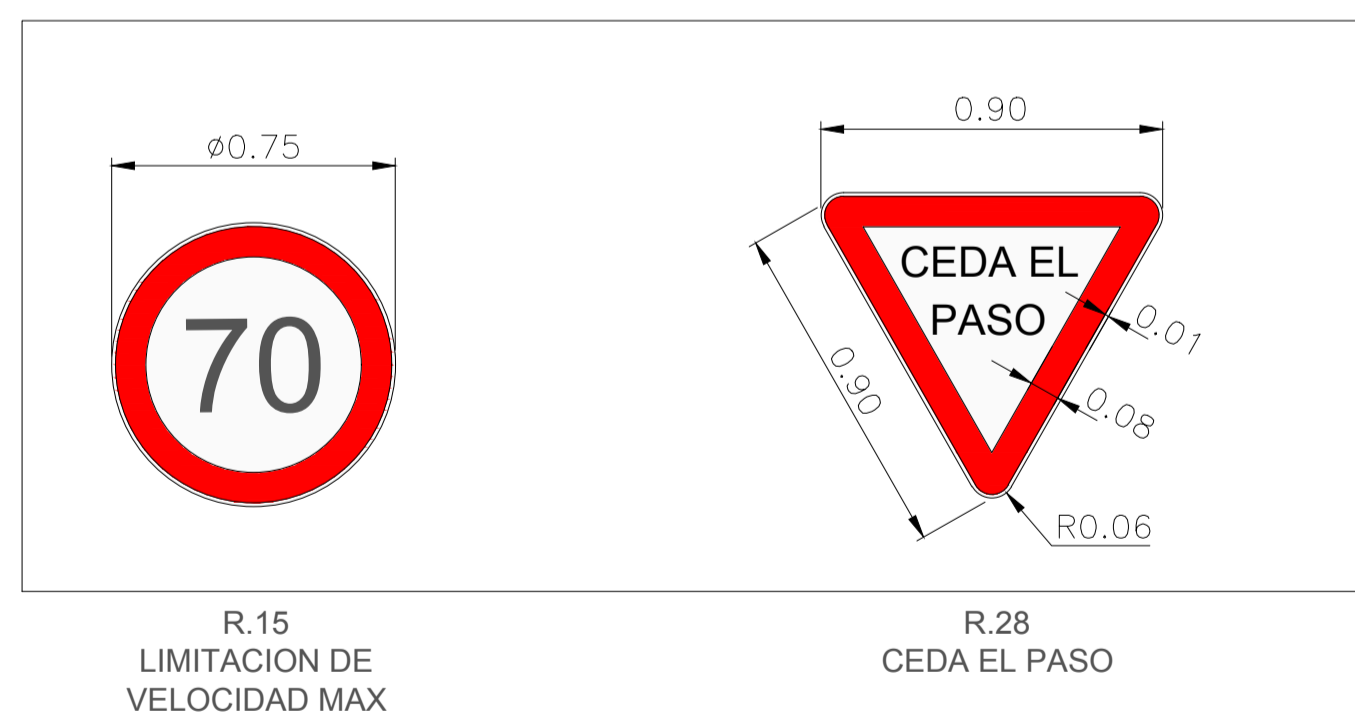 ø0.75
70
R.15
LIMITACION DE
VELOCIDAD MAX
0.90
CEDA EL
PASO
0.01
0.90
0.08
R0.06
R.28
CEDA EL PASO